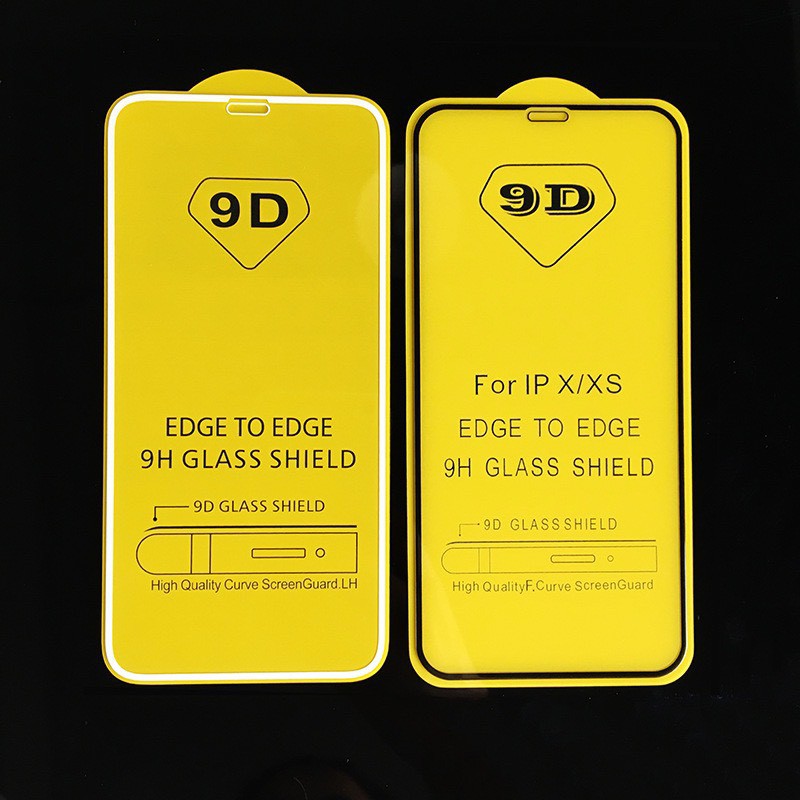 9D
EDGE TO EDGE
9H GLASS SHIELD
9D GLASS SHIELD
High Quality Curve ScreenGuard.LH
9D
For IP X/XS
EDGE TO EDGE
9H GLASS SHIELD
9D GLASSSHIELD
High QualityF.Curve ScreenGuard